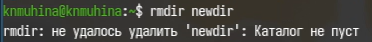 knmuhina@knmuhina:~$ rmdir newdir
rmdir: не удалось удалить 'newdir': Каталог не пуст